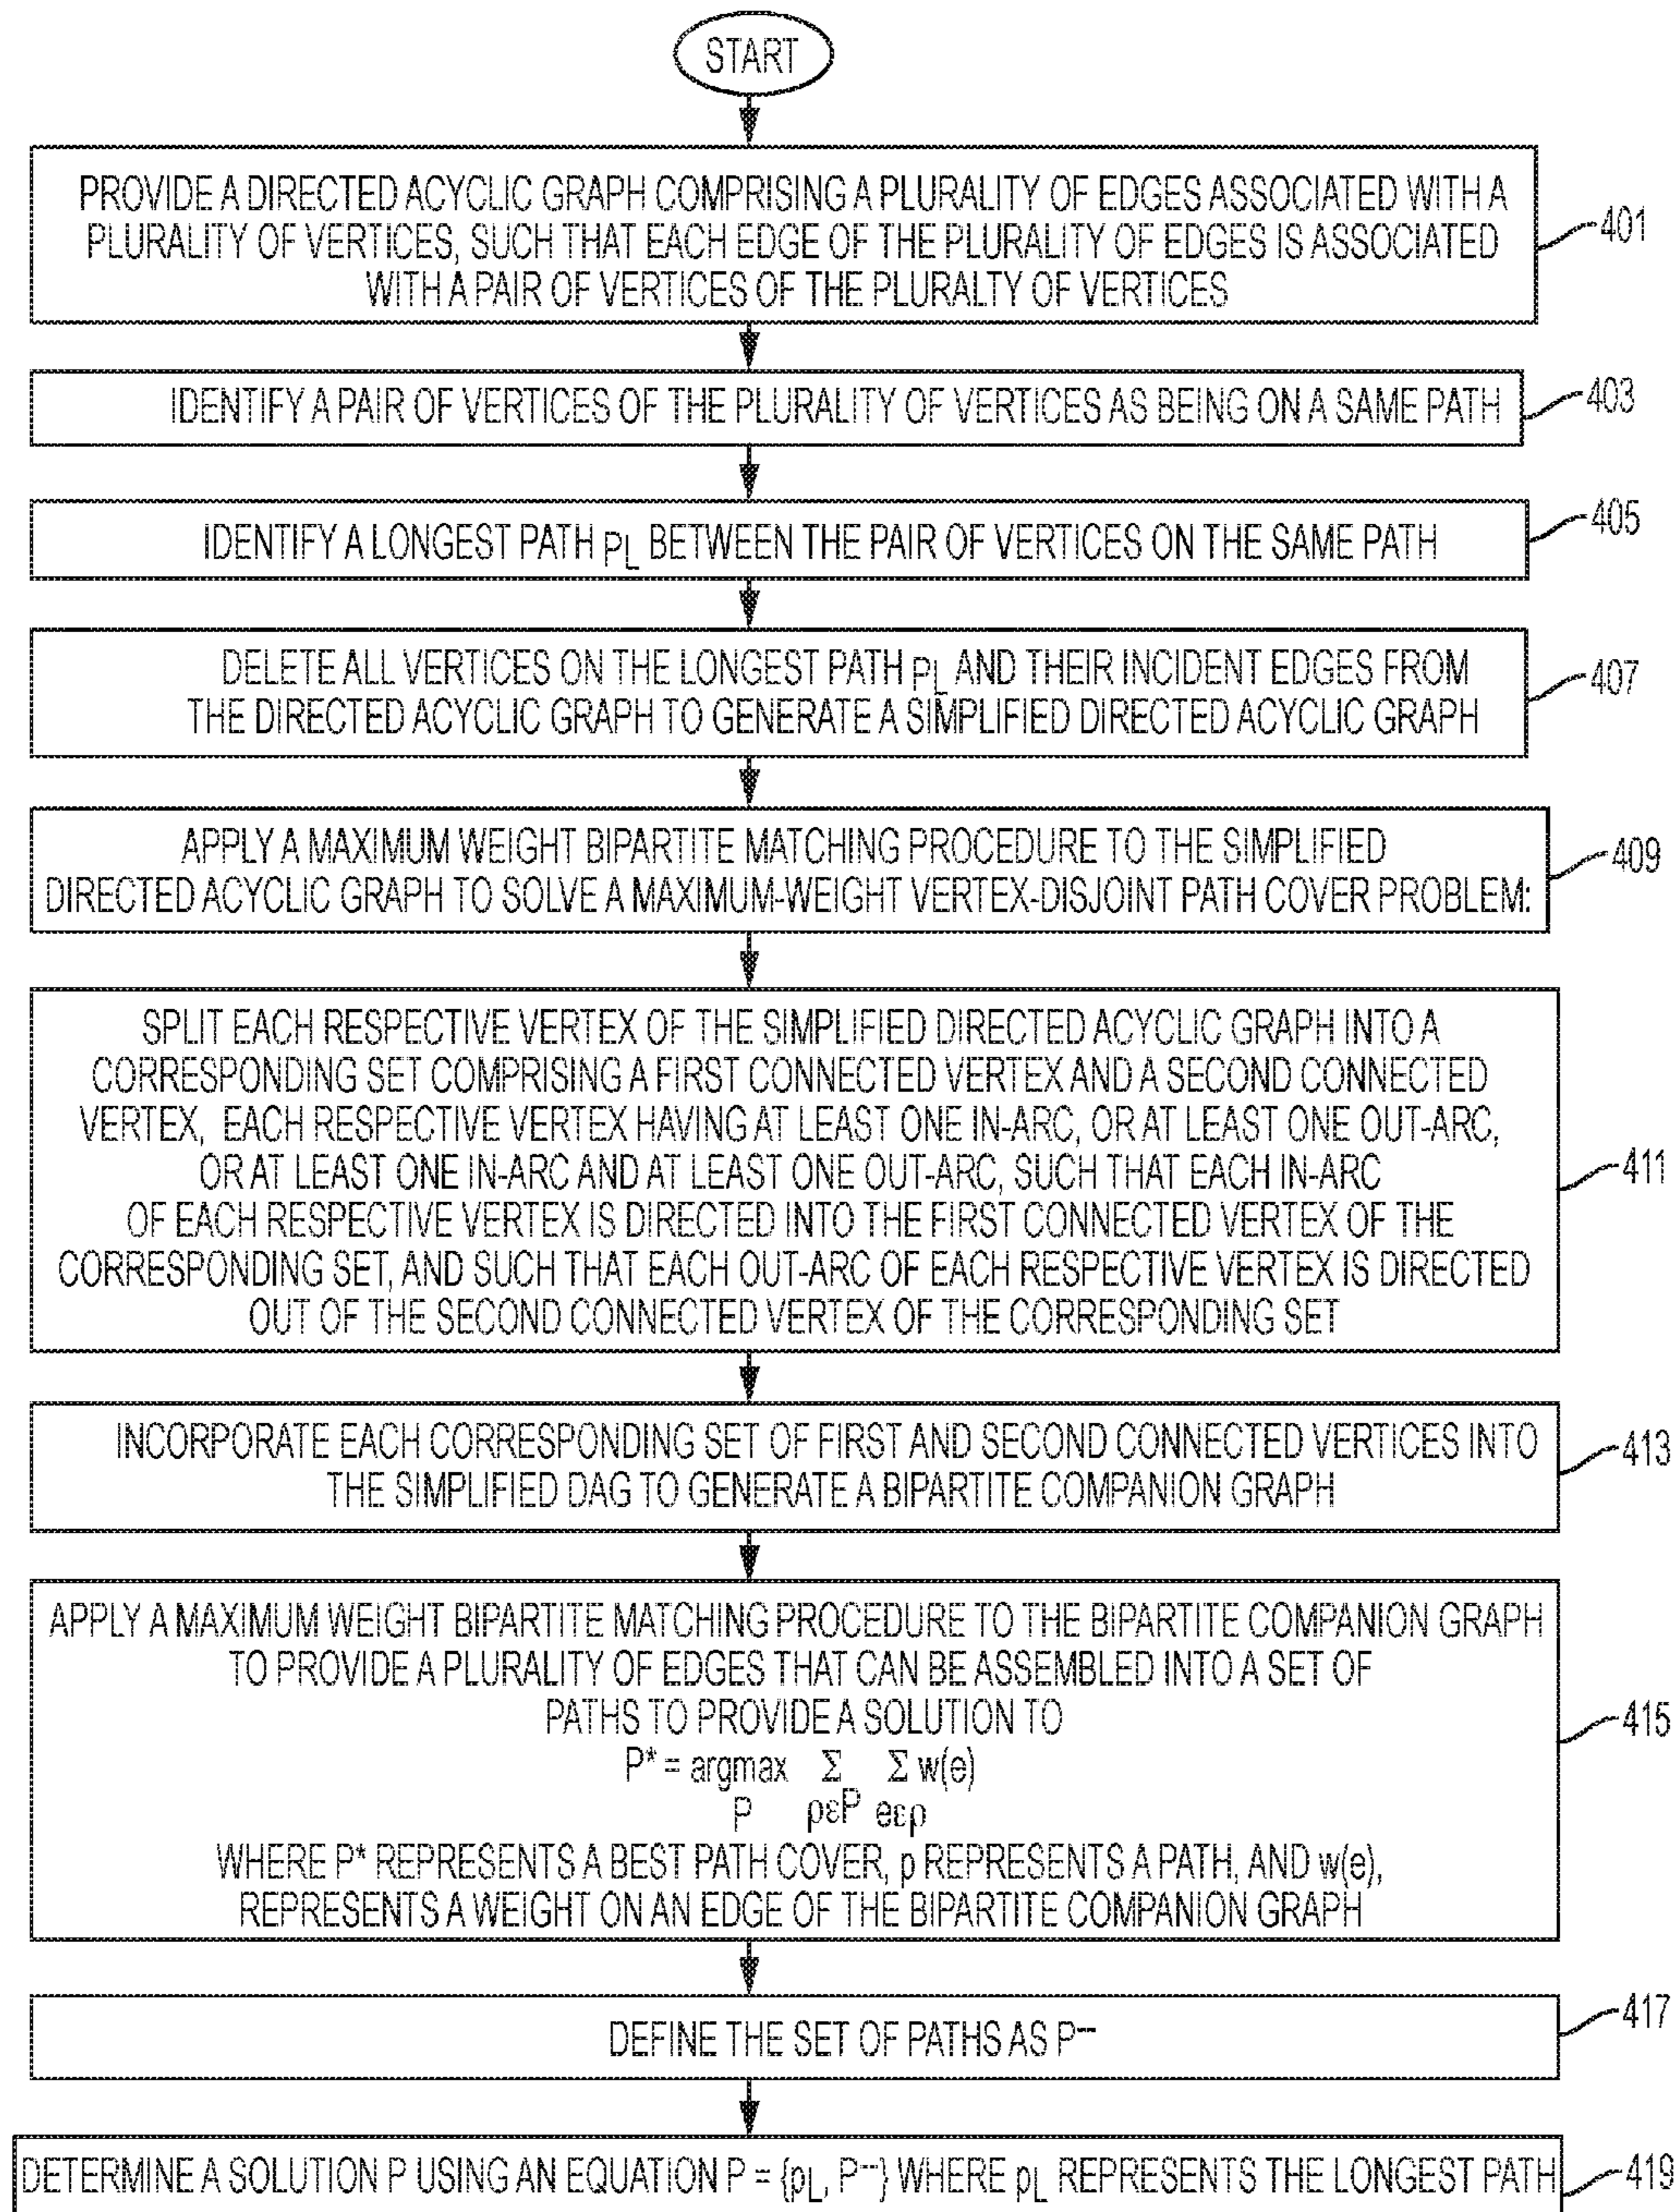 START
PROVIDE A DIRECTED ACYCLIC GRAPH COMPRISING A PLURALITY OF EDGES ASSOCIATED WITH A
PLURALITY OF VERTICES, SUCH THAT EACH EDGE OF THE PLURALITY OF EDGES IS ASSOCIATED
WITH A PAIR OF VERTICES OF THE PLURALTY OF VERTICES
401
IDENTIFY A PAIR OF VERTICES OF THE PLURALITY OF VERTICES AS BEING ON A SAME PATH
403
IDENTIFY A LONGEST PATH pL BETWEEN THE PAIR OF VERTICES ON THE SAME PATH
405
DELETE ALL VERTICES ON THE LONGEST PATH pL AND THEIR INCIDENT EDGES FROM
THE DIRECTED ACYCLIC GRAPH TO GENERATE A SIMPLIFIED DIRECTED ACYCLIC GRAPH
407
APPLY A MAXIMUM WEIGHT BIPARTITE MATCHING PROCEDURE TO THE SIMPLIFIED
DIRECTED ACYCLIC GRAPH TO SOLVE A MAXIMUM-WEIGHT VERTEX-DISJOINT PATH COVER PROBLEM:
409
SPLIT EACH RESPECTIVE VERTEX OF THE SIMPLIFIED DIRECTED ACYCLIC GRAPH INTO A
CORRESPONDING SET COMPRISING A FIRST CONNECTED VERTEX AND A SECOND CONNECTED
VERTEX, EACH RESPECTIVE VERTEX HAVING AT LEAST ONE IN-ARC, OR AT LEAST ONE OUT-ARC,
OR AT LEAST ONE IN-ARC AND AT LEAST ONE OUT-ARC, SUCH THAT EACH IN-ARC
OF EACH RESPECTIVE VERTEX IS DIRECTED INTO THE FIRST CONNECTED VERTEX OF THE
CORRESPONDING SET, AND SUCH THAT EACH OUT-ARC OF EACH RESPECTIVE VERTEX IS DIRECTED
OUT OF THE SECOND CONNECTED VERTEX OF THE CORRESPONDING SET
411
INCORPORATE EACH CORRESPONDING SET OF FIRST AND SECOND CONNECTED VERTICES INTO
THE SIMPLIFIED DAG TO GENERATE A BIPARTITE COMPANION GRAPH
413
APPLY A MAXIMUM WEIGHT BIPARTITE MATCHING PROCEDURE TO THE BIPARTITE COMPANION GRAPH
TO PROVIDE A PLURALITY OF EDGES THAT CAN BE ASSEMBLED INTO A SET OF
PATHS TO PROVIDE A SOLUTION TO
P* = argmax Σ Σ w(e)
P ρεP eερ
WHERE P* REPRESENTS A BEST PATH COVER, p REPRESENTS A PATH, AND w(e),
REPRESENTS A WEIGHT ON AN EDGE OF THE BIPARTITE COMPANION GRAPH
415
DEFINE THE SET OF PATHS AS P--
417
DETERMINE A SOLUTION P USING AN EQUATION P = {pL, P--} WHERE pL REPRESENTS THE LONGEST PATH
419